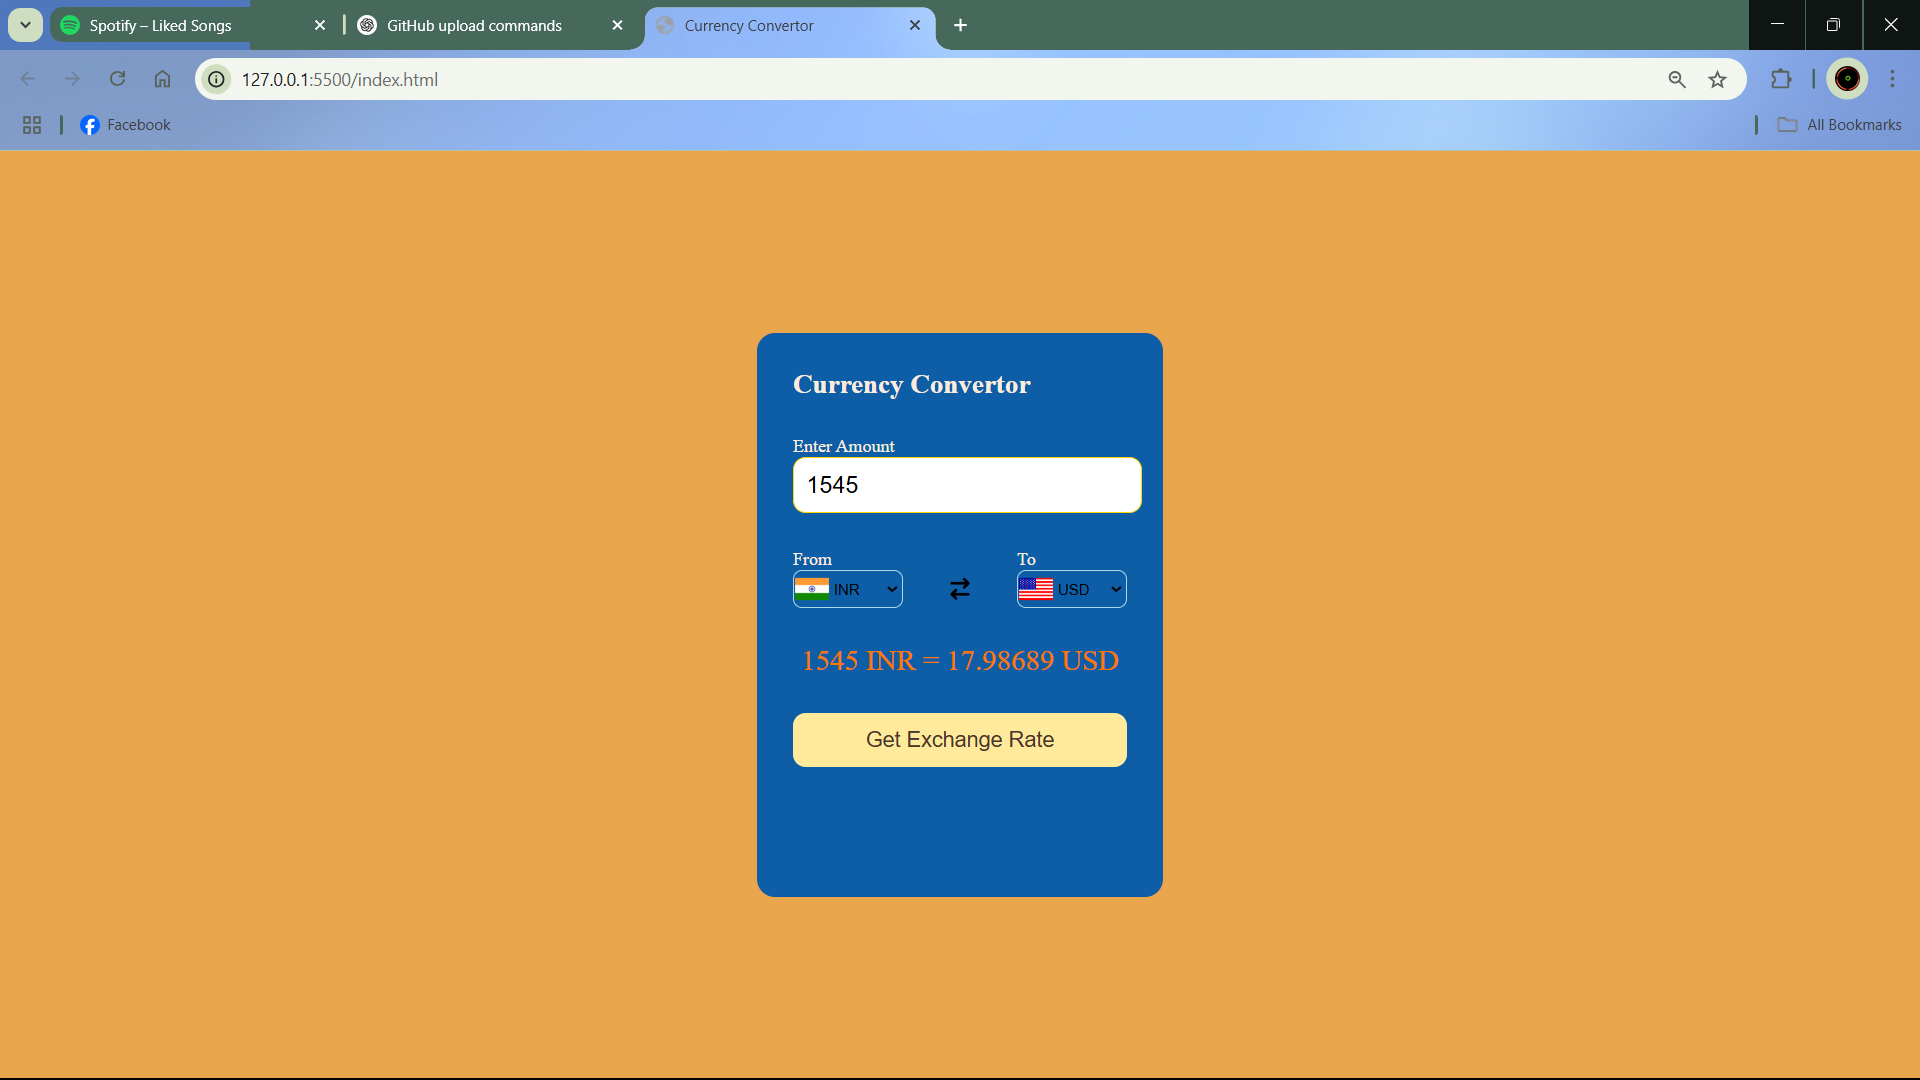 Spotify – Liked Songs
GitHub upload commands
Currency Convertor
127.0.0.1:5500/index.html
Facebook
All Bookmarks
Currency Convertor
Enter Amount
1545
From
To
INR
USD
1545 INR = 17.98689 USD
Get Exchange Rate